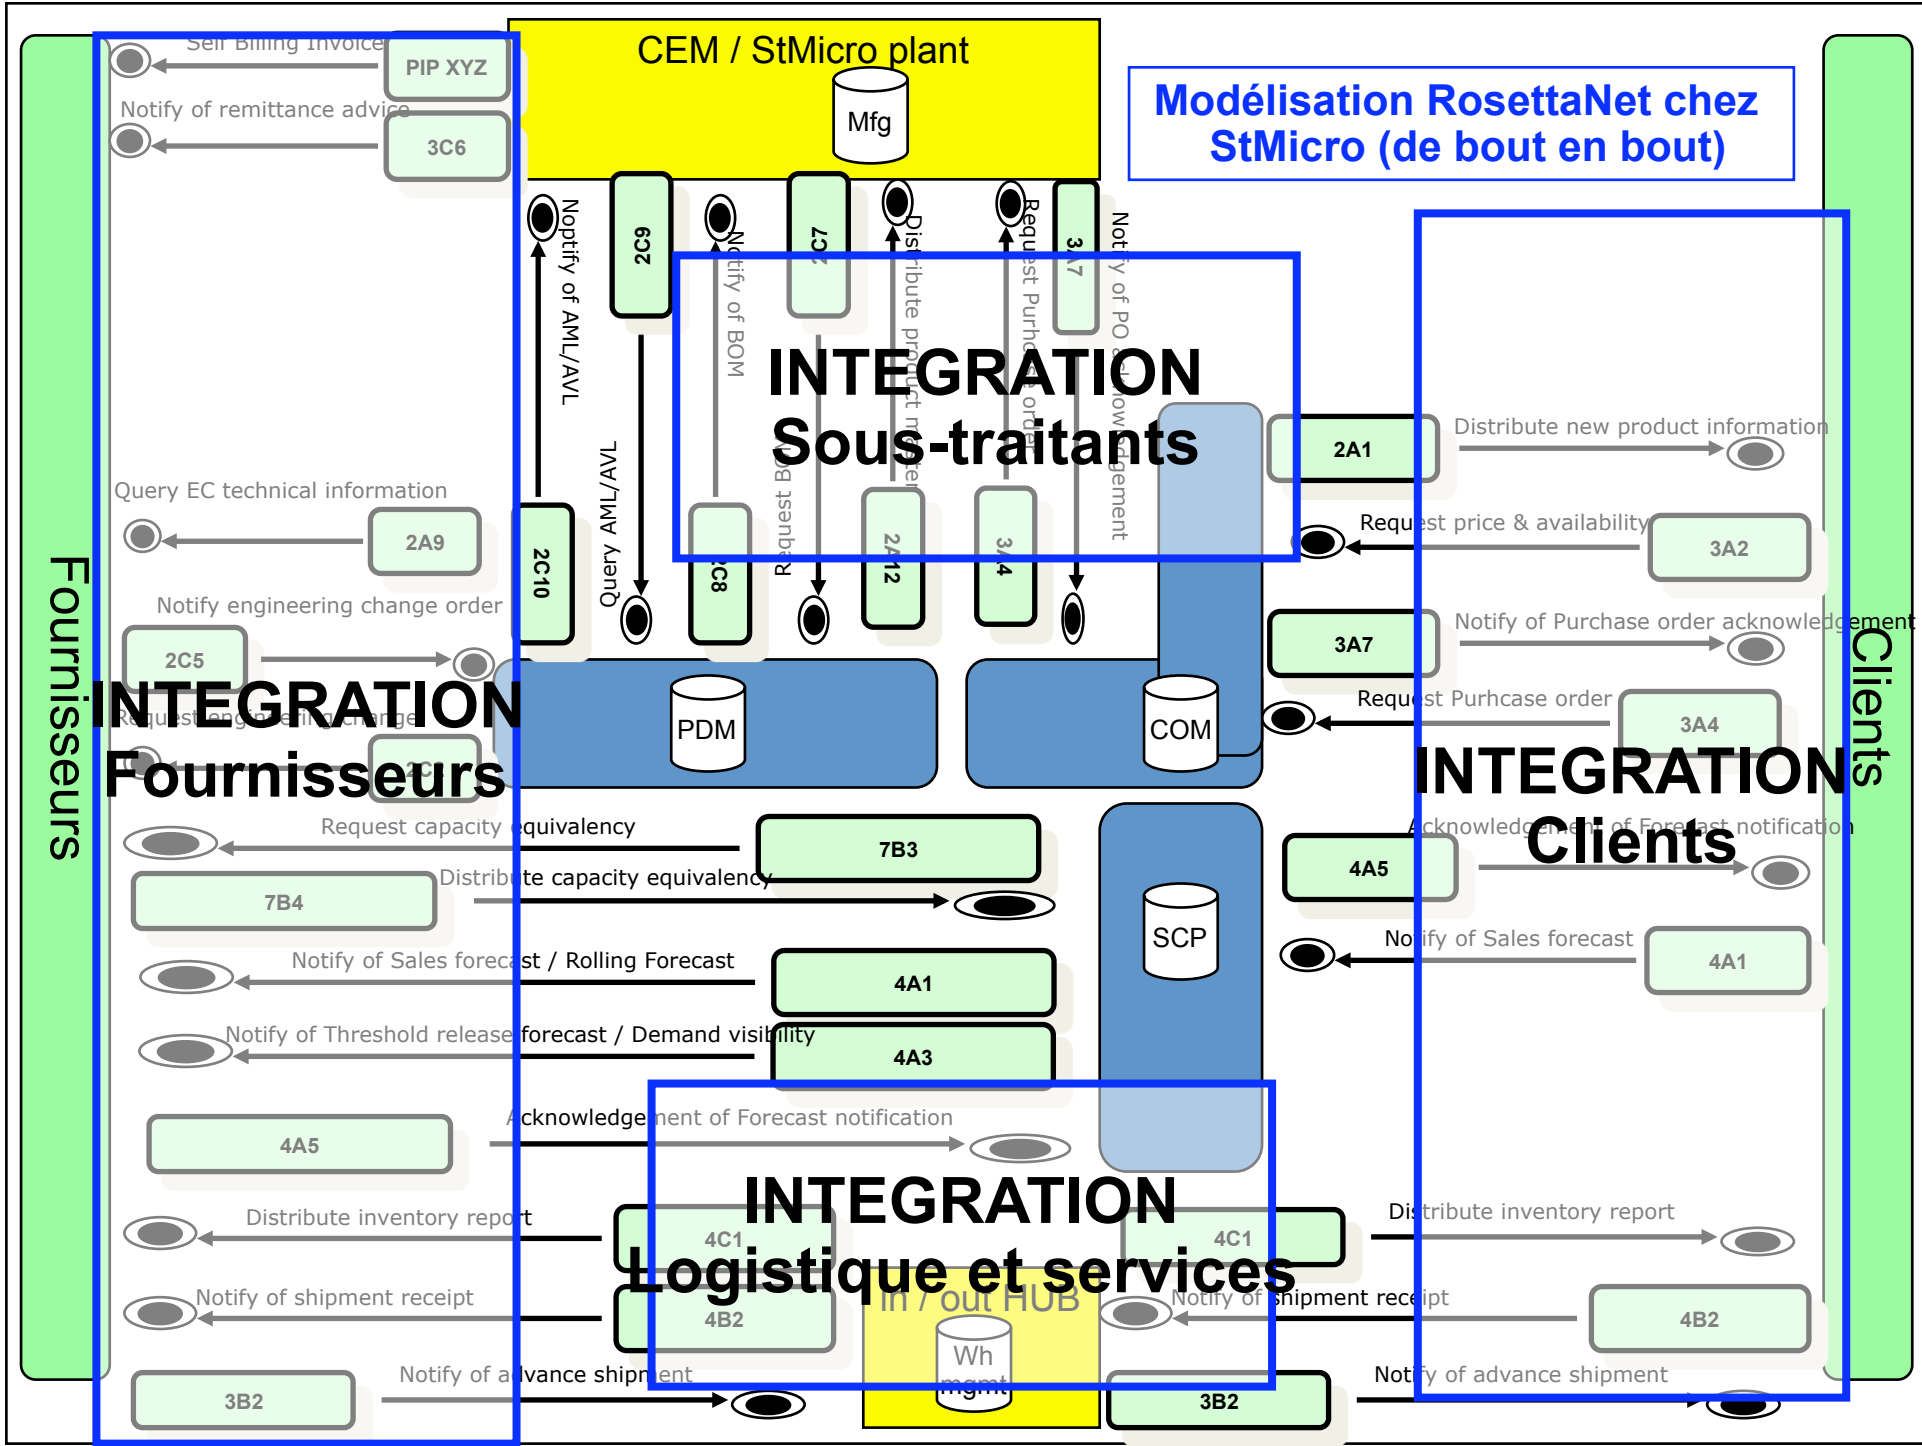 Self Billing Invoice
PIP XYZ
CEM / StMicro plant
Mfg
Modélisation RosettaNet chez
StMicro (de bout en bout)
Notify of remittance advice
3C6
Noptify of AML/AVL
2C9
Notify of BOM
2C7
Distribute product master
Request Purhcase order
3A7
Notify of PO acknowledgement
INTEGRATION
Sous-traitants
2A1
Distribute new product information
Query EC technical information
2A9
2C10
Query AML/AVL
2C8
2A12
3A4
Request price & availability
3A2
Fournisseurs
Clients
Notify engineering change order
2C5
3A7
Notify of Purchase order acknowledgement
INTEGRATION
Fournisseurs
Request engineering change
PDM
COM
Request Purhcase order
3A4
INTEGRATION
Clients
Request capacity equivalency
7B3
Acknowledgement of Forecast notification
4A5
Distribute capacity equivalency
7B4
SCP
Notify of Sales forecast / Rolling Forecast
4A1
Notify of Sales forecast
4A1
Notify of Threshold release forecast / Demand visibility
4A3
Acknowledgement of Forecast notification
4A5
INTEGRATION
Logistique et services
Distribute inventory report
4C1
4C1
Distribute inventory report
Notify of shipment receipt
4B2
In / out HUB
Notify of shipment receipt
4B2
Wh
mgmt
Notify of advance shipment
3B2
3B2
Notify of advance shipment